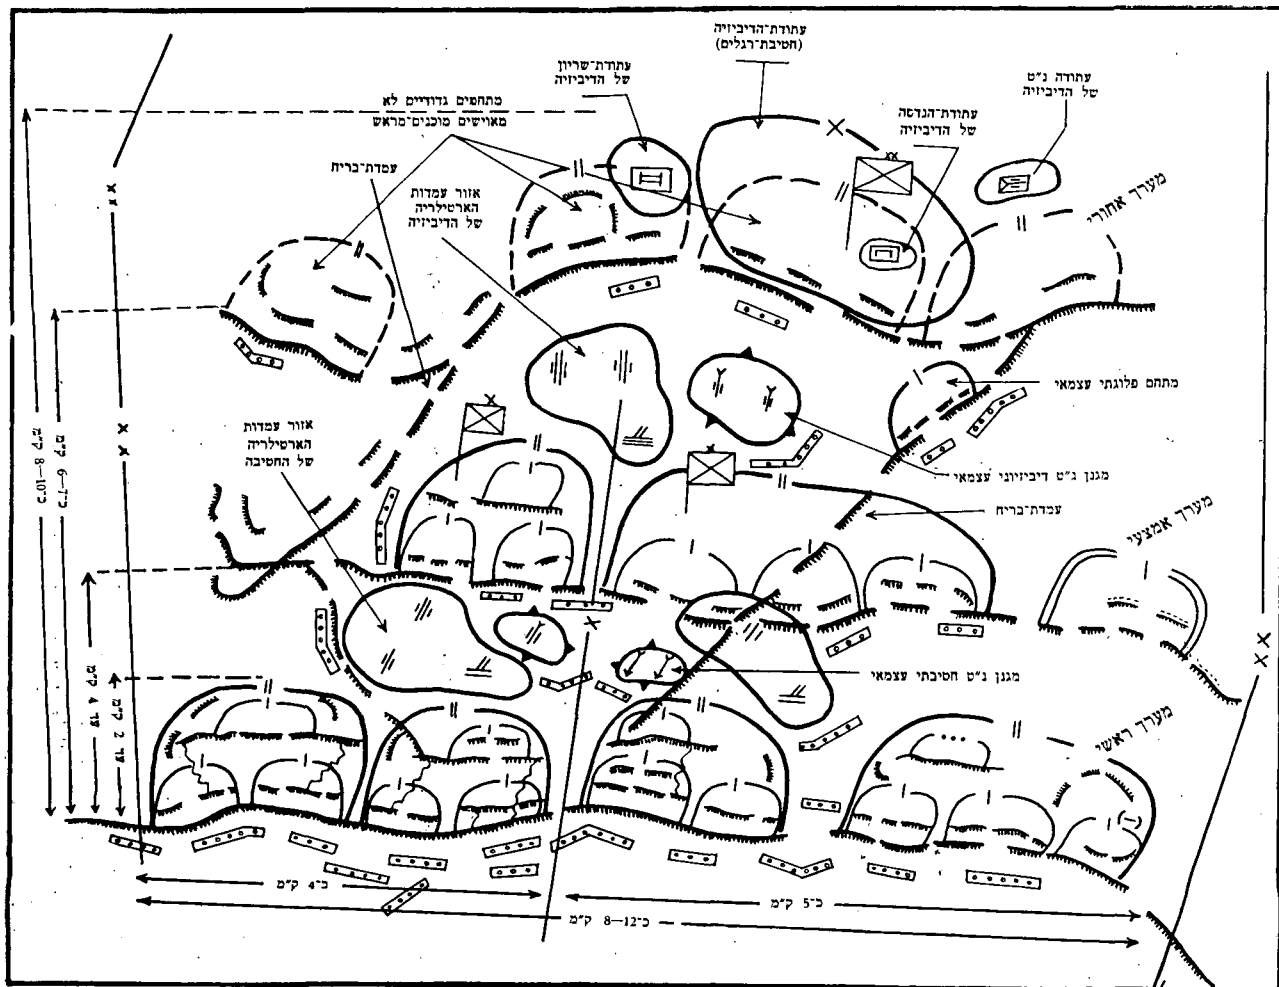 עתודת־הדיביזיה
(חטיבת־רגלים)
עתודת־שריון
של הדיביזיה
עתודה נ״ט
של הדיביזיה
מתחמים גדודיים לא
מאוישים מוכנים־מראש
עתודת־הנדסה
של הדיביזיה
עמדת־בריח
אזור עמדות
הארטילריה
של הדיביזיה
מערך אחורי
מתחם פלוגתי עצמאי
אזור עמדות
הארטילריה
של החטיבה
מגנן נ״ט דיביזיוני עצמאי
עמדת־בריח
מערך אמצעי
מגנן נ״ט חטיבתי עצמאי
מערך ראשי
כ־8—10 ק״מ
כ־6—7 ק״מ
עד 4 ק״מ
עד 2 ק״מ
כ־4 ק״מ
כ־5 ק״מ
כ־8—12 ק״מ